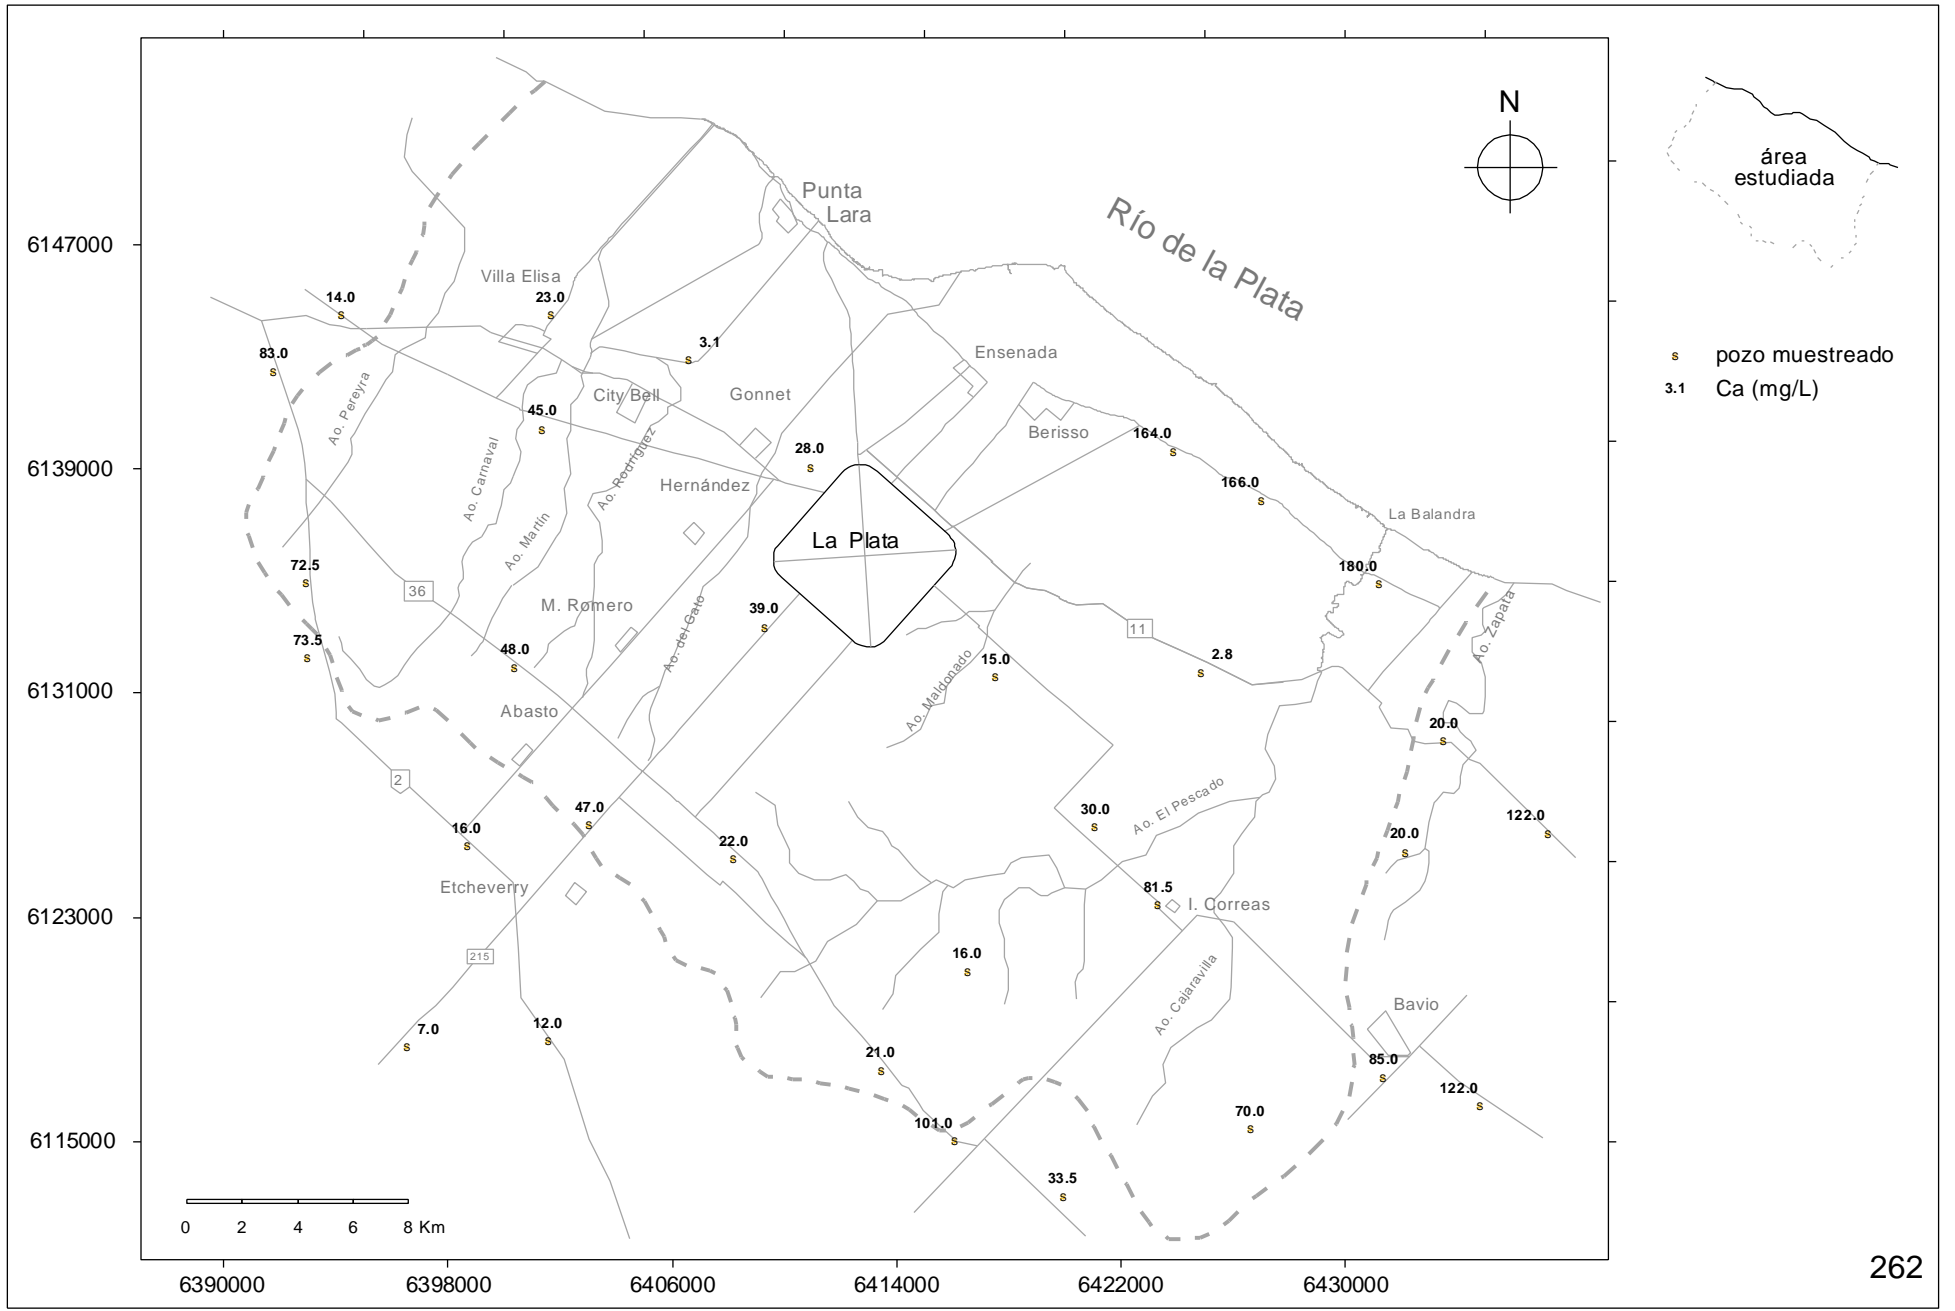 N
Punta
Lara
Río de la Plata
área
estudiada
6147000
Villa Elisa
14.0
s
23.0
s
3.1
s
83.0
s
Ensenada
pozo muestreado
s
3.1
Ca (mg/L)
City Bell
Gonnet
Ao. Pereyra
45.0
s
Berisso
164.0
s
6139000
28.0
s
Ao. Carnaval
Ao. Rodríguez
Hernández
166.0
s
La Balandra
Ao. Martín
La Plata
72.5
s
36
180.0
s
M. Romero
39.0
s
Ao. del Gato
11
Ao. Zapata
73.5
s
48.0
s
15.0
s
2.8
s
Ao. Maldonado
6131000
Abasto
20.0
s
2
47.0
s
30.0
s
Ao. El Pescado
122.0
s
16.0
s
22.0
s
20.0
s
Etcheverry
81.5
s
I. Correas
6123000
215
16.0
s
Ao. Cajaravilla
Bavio
7.0
s
12.0
s
21.0
s
85.0
s
122.0
s
101.0
s
70.0
s
6115000
33.5
s
0 2 4 6 8 Km
6390000 6398000 6406000 6414000 6422000 6430000
262